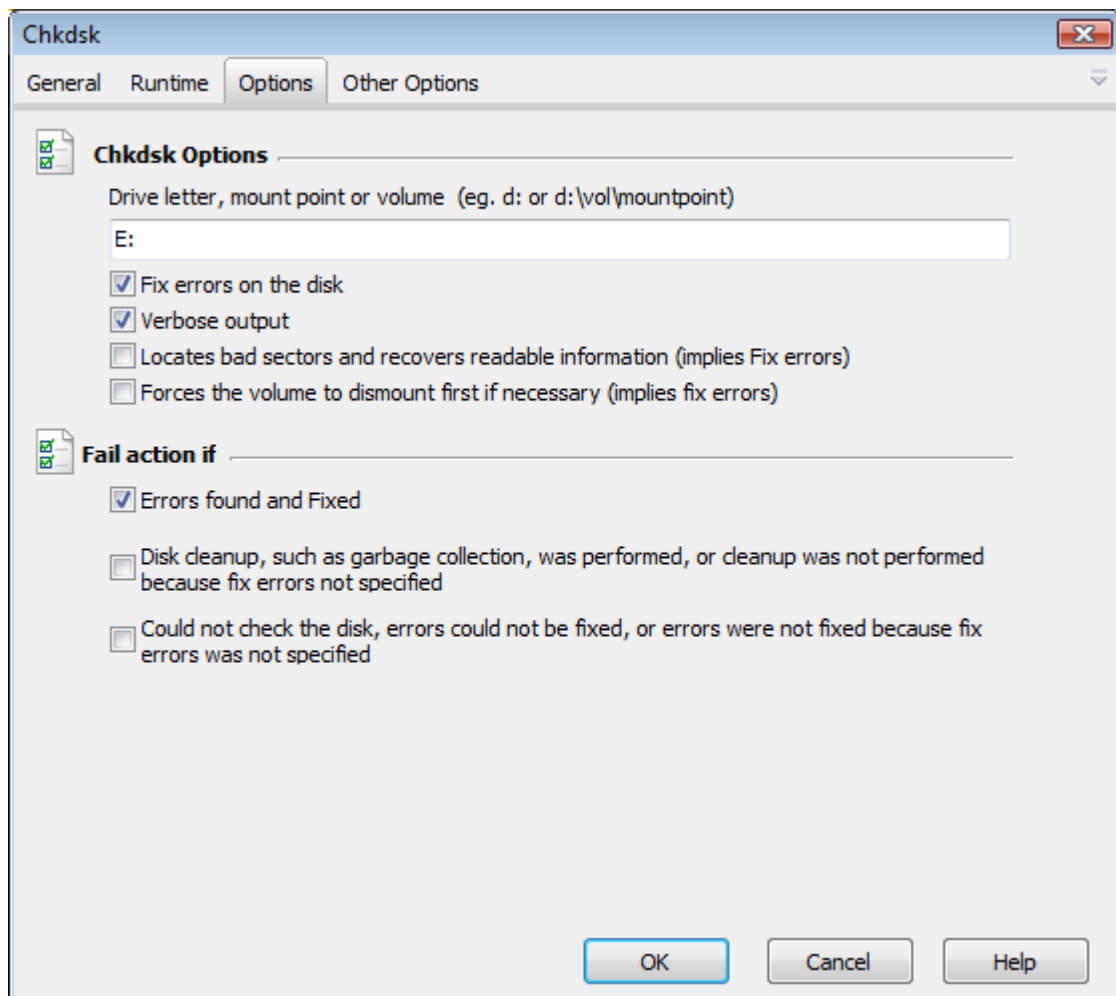 Chkdsk
General Runtime Options Other Options
Chkdsk Options
Drive letter, mount point or volume (eg. d: or d:\vol\mountpoint)
E:
Fix errors on the disk
Verbose output
Locates bad sectors and recovers readable information (implies Fix errors)
Forces the volume to dismount first if necessary (implies fix errors)
Fail action if
Errors found and Fixed
Disk cleanup, such as garbage collection, was performed, or cleanup was not performed
because fix errors not specified
Could not check the disk, errors could not be fixed, or errors were not fixed because fix
errors was not specified
OK Cancel Help